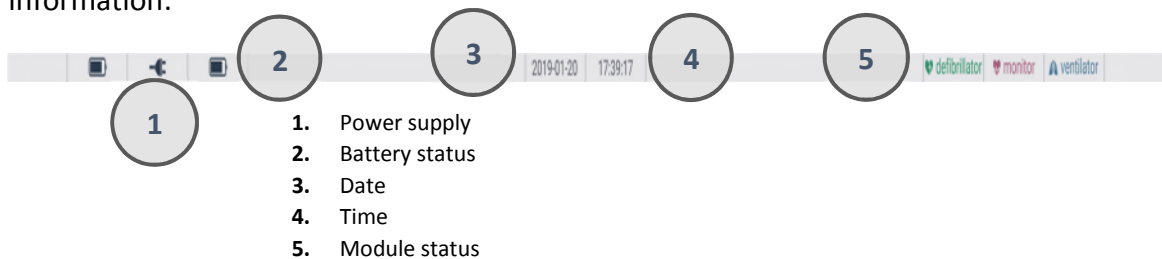 information:
2 3 2019-01-20 17:39:17 4 5 defibrillator monitor ventilator
1
1. Power supply
2. Battery status
3. Date
4. Time
5. Module status